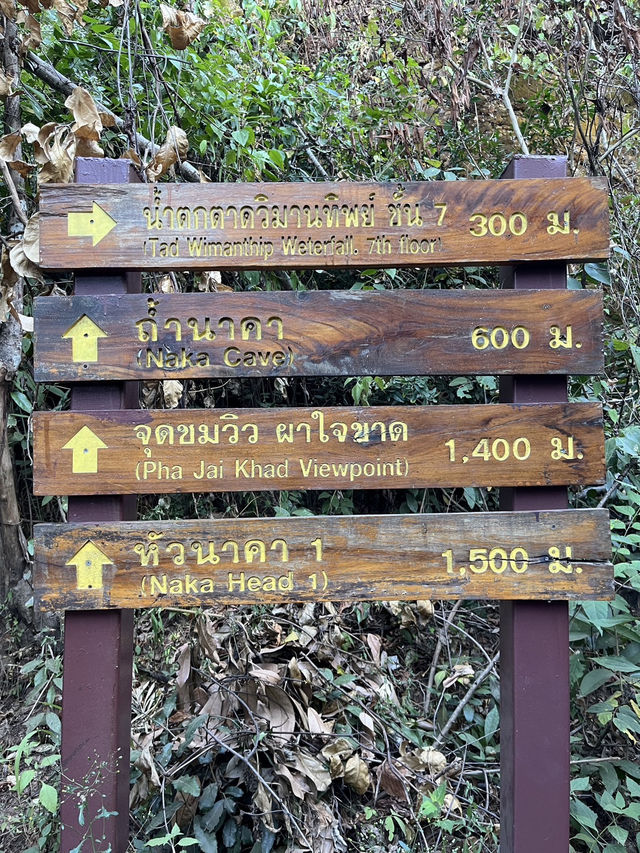 น้ำตกตาดวิมานทิพย์ ชั้น 7 300 ม.
(Tad Wimanthip Weterfall. 7th floor)
ถ้ำนาคา 600 ม.
(Naka Cave)
จุดชมวิว ผาใจขาด 1,400 ม.
(Pha Jai Khad Viewpoint)
หัวนาคา 1 1,500 ม.
(Naka Head 1)